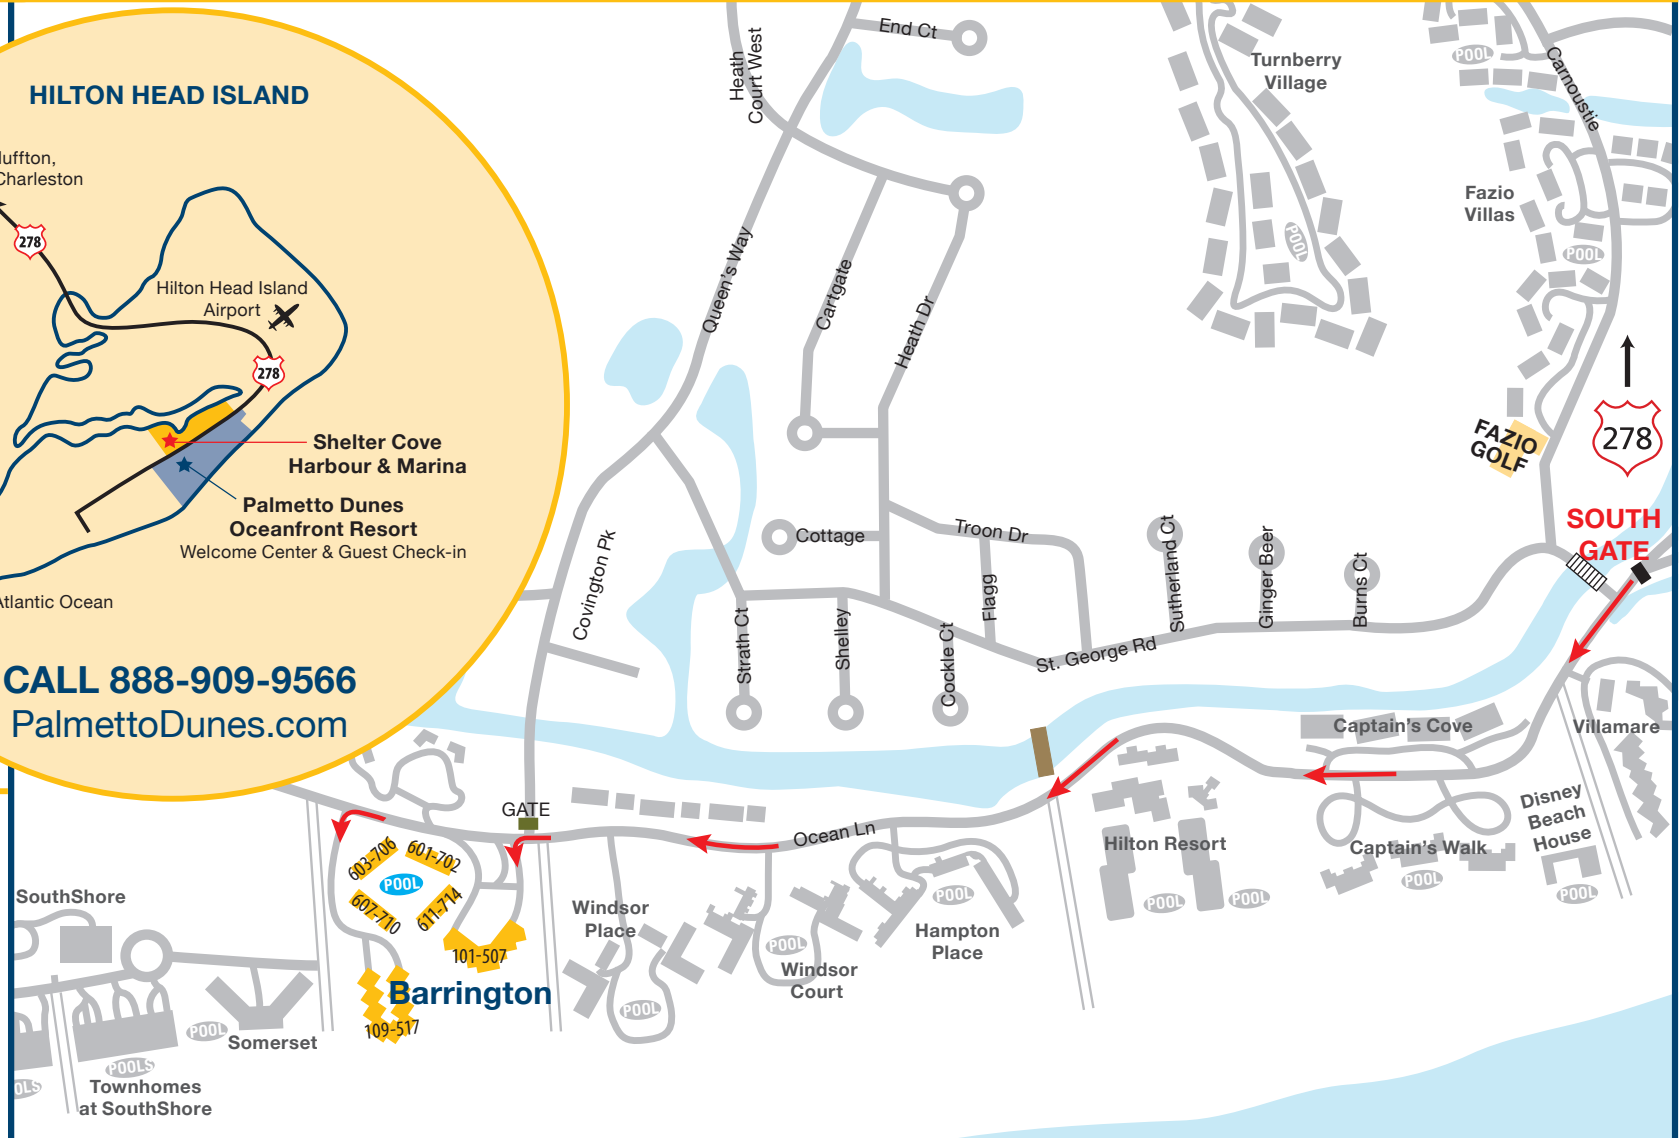 HILTON HEAD ISLAND
Charleston
278
Hilton Head Island
Airport
278
Shelter Cove
Harbour & Marina
Palmetto Dunes
Oceanfront Resort
Welcome Center & Guest Check-in
Atlantic Ocean
CALL 888-909-9566
PalmettoDunes.com
End Ct
Heath
Court West
Queen's Way
Cartgate
Heath Dr
Turnberry
Village
POOL
POOL
Carnoustie
Fazio
Villas
POOL
FAZIO
GOLF
278
SOUTH
GATE
Cottage
Troon Dr
Flagg
Sutherland Ct
Ginger Beer
Burns Ct
Covington Pk
Strath Ct
Shelley
Cockle Ct
St. George Rd
Captain's Cove
Villamare
GATE
Ocean Ln
Hilton Resort
POOL
POOL
Captain's Walk
POOL
Disney
Beach
House
POOL
603-706
601-702
POOL
607-710
611-714
101-507
Barrington
109-517
Windsor
Place
POOL
POOL
Windsor
Court
POOL
Hampton
Place
SouthShore
POOL
Somerset
POOLS
Townhomes
at SouthShore